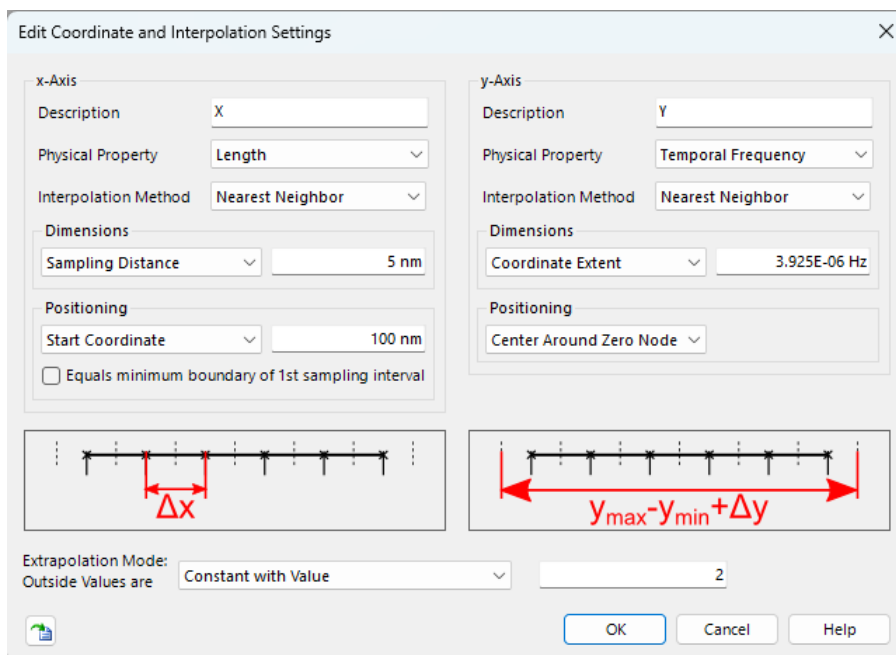 Edit Coordinate and Interpolation Settings
x-Axis
Description X
Physical Property Length
Interpolation Method Nearest Neighbor
Dimensions
Sampling Distance 5 nm
Positioning
Start Coordinate 100 nm
Equals minimum boundary of 1st sampling interval
Δx
y-Axis
Description Y
Physical Property Temporal Frequency
Interpolation Method Nearest Neighbor
Dimensions
Coordinate Extent 3.925E-06 Hz
Positioning
Center Around Zero Node
ymax-ymin+Δy
Extrapolation Mode:
Outside Values are Constant with Value 2
OK Cancel Help